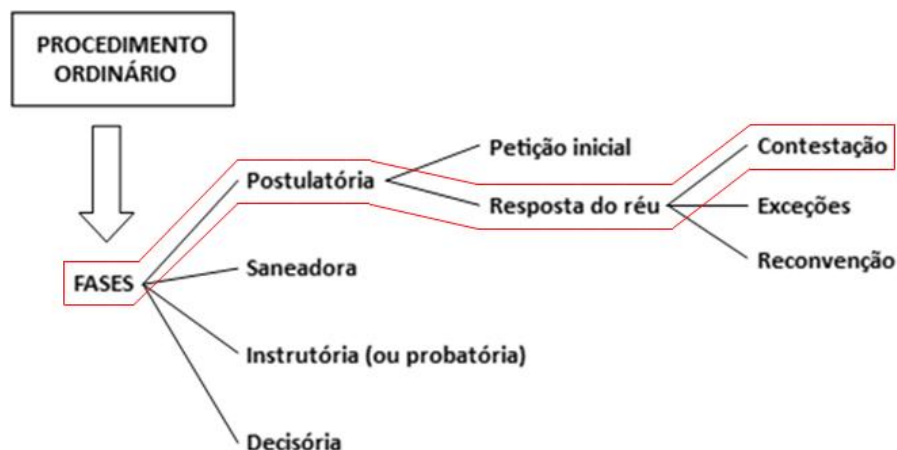 PROCEDIMENTO
ORDINÁRIO
Petição inicial
Contestação
Postulatória
Resposta do réu
Exceções
Reconvenção
FASES
Saneadora
Instrutória (ou probatória)
Decisória